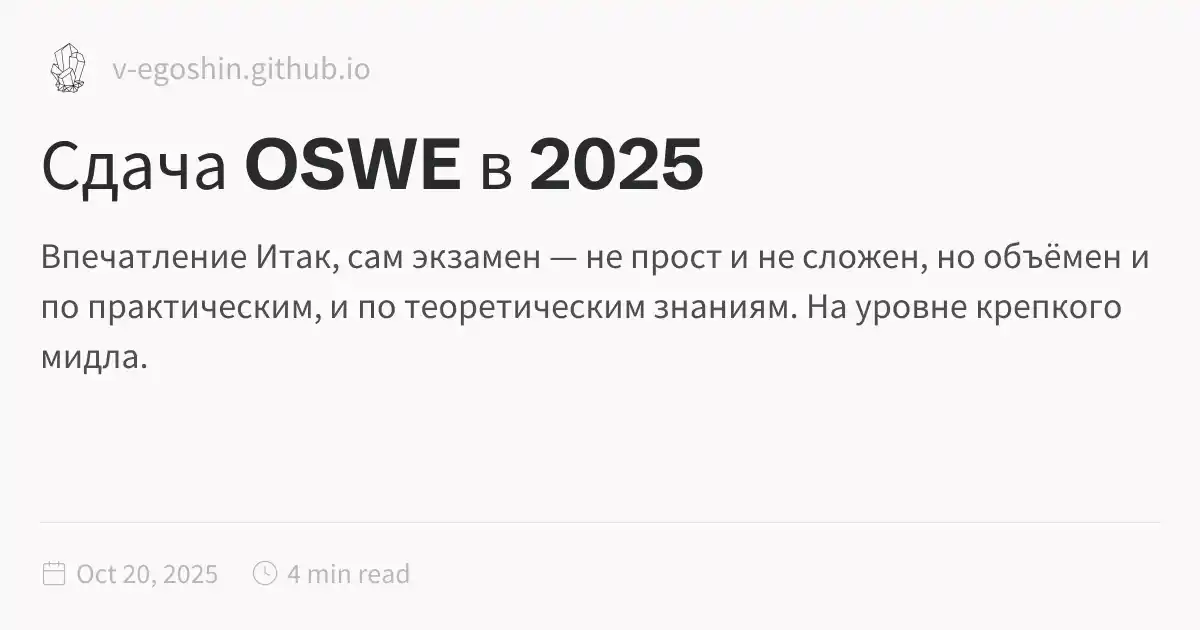 v-egoshin.github.io
Сдача OSWE в 2025
Впечатление Итак, сам экзамен — не прост и не сложен, но объёмен и
по практическим, и по теоретическим знаниям. На уровне крепкого
мидла.
Oct 20, 2025 4 min read